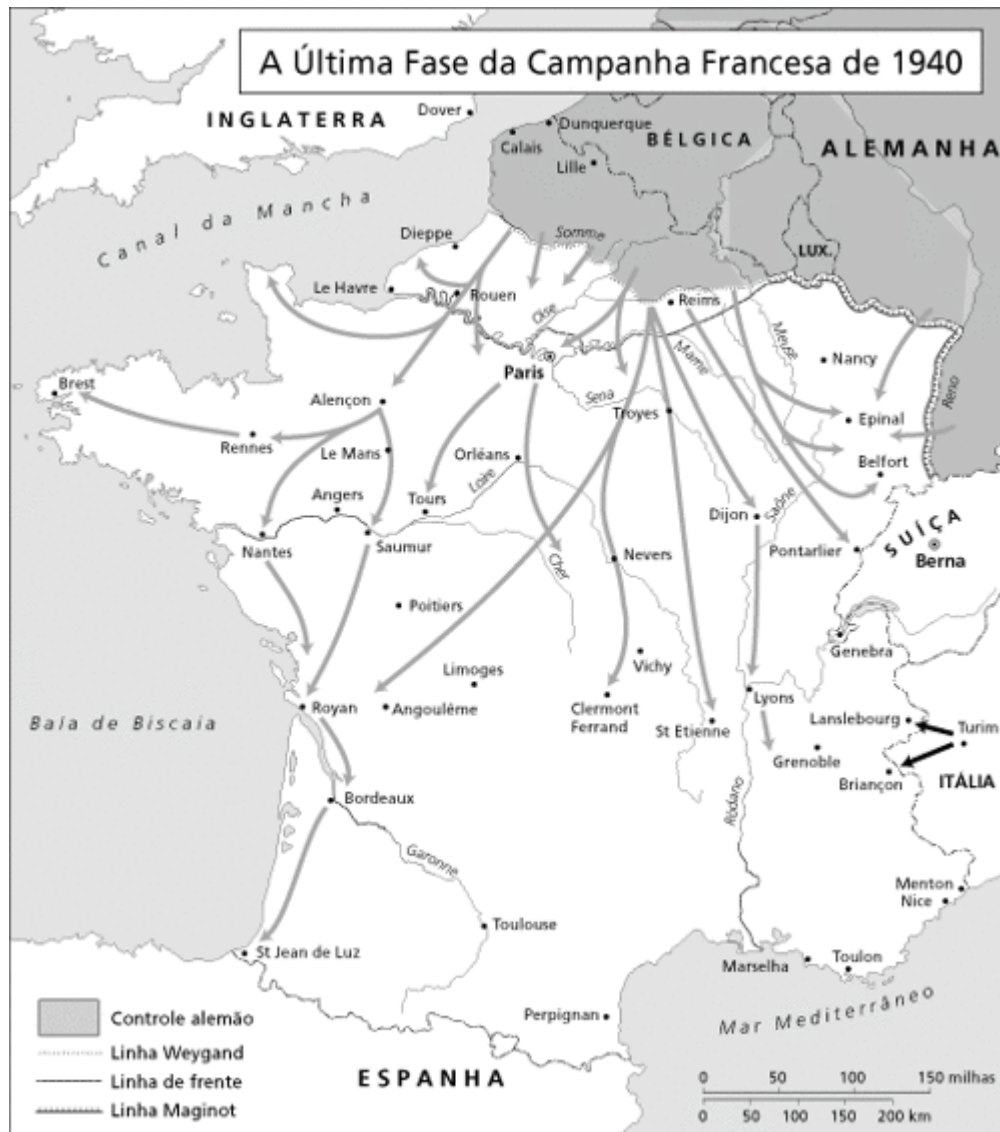 A Última Fase da Campanha Francesa de 1940
INGLATERRA
Dover
Dunquerque
Calais
BÉLGICA
ALEMANHA
Lille
Canal da Mancha
Dieppe
Somme
LUX.
Le Havre
Rouen
Oise
Reims
Marne
Meuse
Nancy
Reno
Paris
Brest
Alençon
Sena
Troyes
Epinal
Rennes
Le Mans
Orléans
Belfort
Angers
Tours
Loire
Dijon
Saône
SUÍÇA
Nantes
Saumur
Cher
Nevers
Pontarlier
Berna
Poitiers
Genebra
Vichy
Limoges
Baía de Biscaia
Royan
Angoulême
Clermont
Ferrand
St Etienne
Lyons
Lanslebourg
Turim
Grenoble
Briançon
ITÁLIA
Bordeaux
Ródano
Garonne
Menton
Nice
Toulouse
St Jean de Luz
Marselha
Toulon
Perpignan
Mar Mediterrâneo
ESPANHA
Controle alemão
Linha Weygand
Linha de frente
Linha Maginot
0 50 100 150 milhas
0 50 100 150 200 km